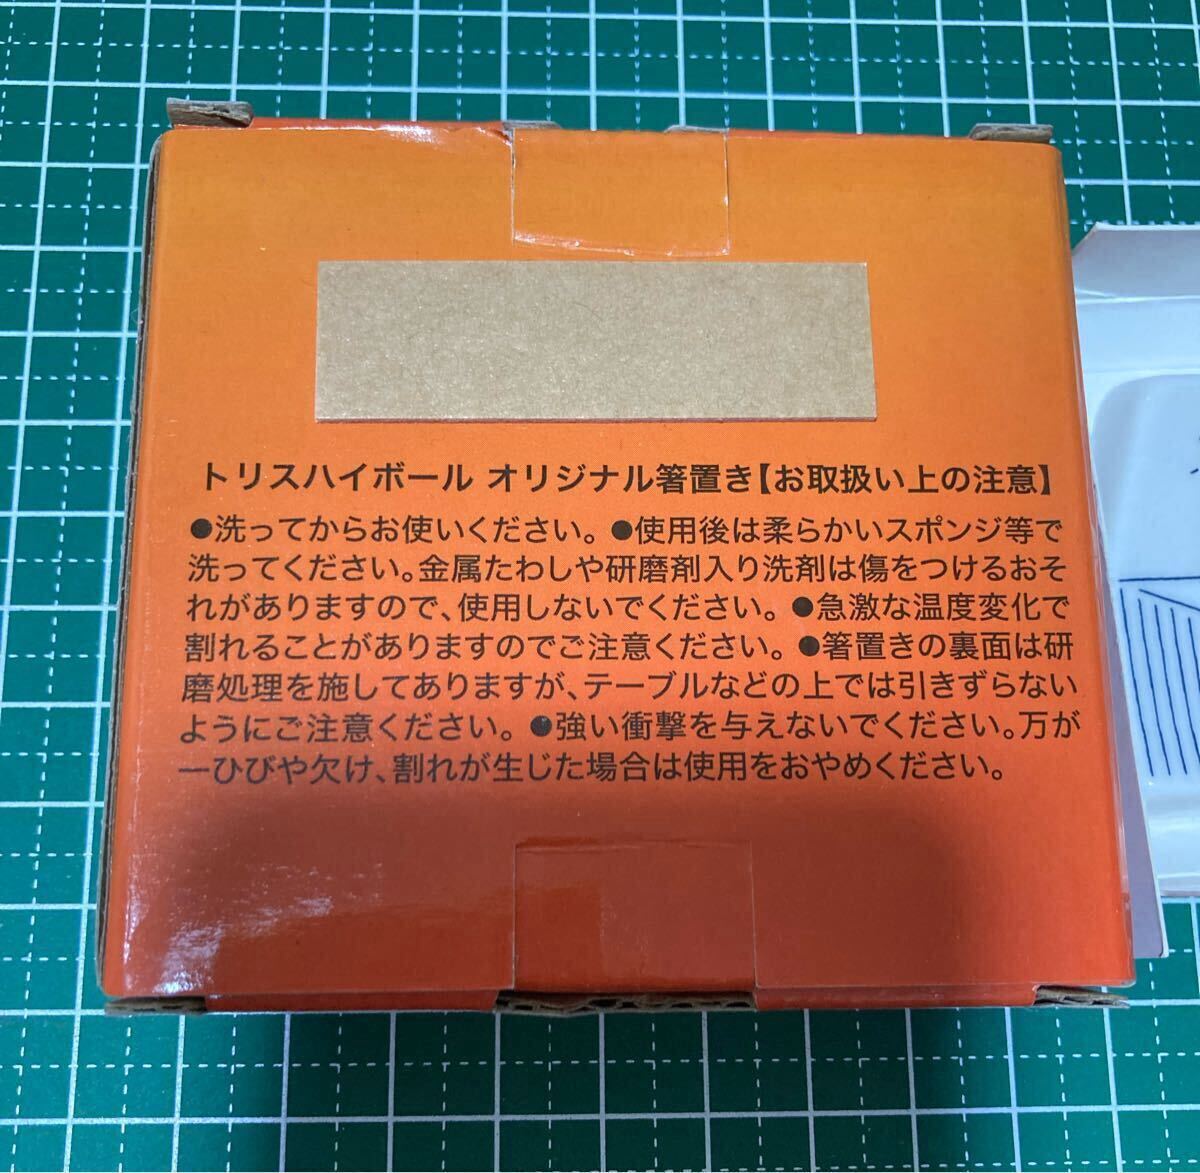 トリスハイボール オリジナル箸置き【お取扱い上の注意】
●洗ってからお使いください。●使用後は柔らかいスポンジ等で
洗ってください。金属たわしや研磨剤入り洗剤は傷をつけるおそ
れがありますので、使用しないでください。●急激な温度変化で
割れることがありますのでご注意ください。●箸置きの裏面は研
磨処理を施してありますが、テーブルなどの上では引きずらない
ようにご注意ください。●強い衝撃を与えないでください。万が
一ひびや欠け、割れが生じた場合は使用をおやめください。